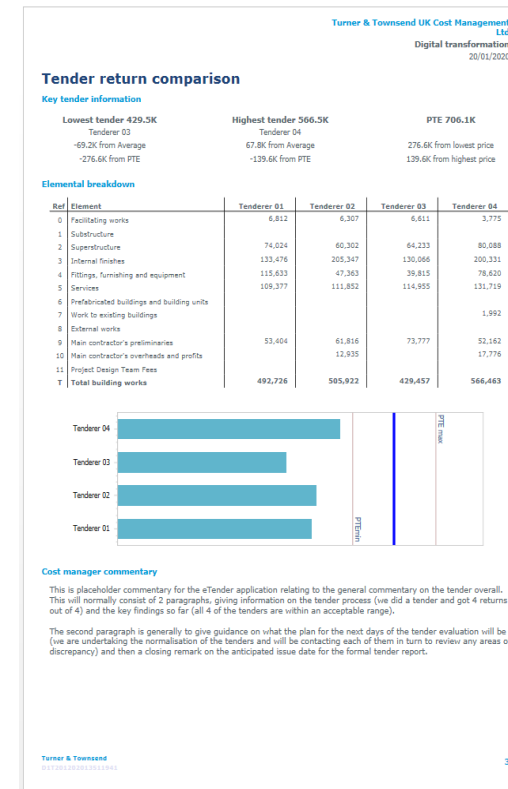 Turner & Townsend UK Cost Management
Ltd
Digital transformation
20/01/2020
Tender return comparison
Key tender information
Lowest tender 429.5K Highest tender 566.5K PTE 706.1K
Tenderer 03 Tenderer 04
-69.2K from Average 67.8K from Average 276.6K from lowest price
-276.6K from PTE -139.6K from PTE 139.6K from highest price
Elemental breakdown
Ref Element Tenderer 01 Tenderer 02 Tenderer 03 Tenderer 04
0 Facilitating works 6,812 6,307 6,611 3,775
1 Substructure
2 Superstructure 74,024 60,302 64,233 80,088
3 Internal finishes 133,476 205,347 130,066 200,331
4 Fittings, furnishing and equipment 115,633 47,363 39,815 78,620
5 Services 109,377 111,852 114,955 131,719
6 Prefabricated buildings and building units
7 Work to existing buildings 1,992
8 External works
9 Main contractor's preliminaries 53,404 61,816 73,777 52,162
10 Main contractor's overheads and profits 12,935 17,776
11 Project Design Team Fees
T Total building works 492,726 505,922 429,457 566,463
Tenderer 04
Tenderer 03
Tenderer 02
Tenderer 01
PTEmin
PTE max
Cost manager commentary
This is placeholder commentary for the eTender application relating to the general commentary on the tender overall.
This will normally consist of 2 paragraphs, giving information on the tender process (we did a tender and got 4 returns
out of 4) and the key findings so far (all 4 of the tenders are within an acceptable range).
The second paragraph is generally to give guidance on what the plan for the next days of the tender evaluation will be
(we are undertaking the normalisation of the tenders and will be contacting each of them in turn to review any areas o
discrepancy) and then a closing remark on the anticipated issue date for the formal tender report.
Turner & Townsend
3